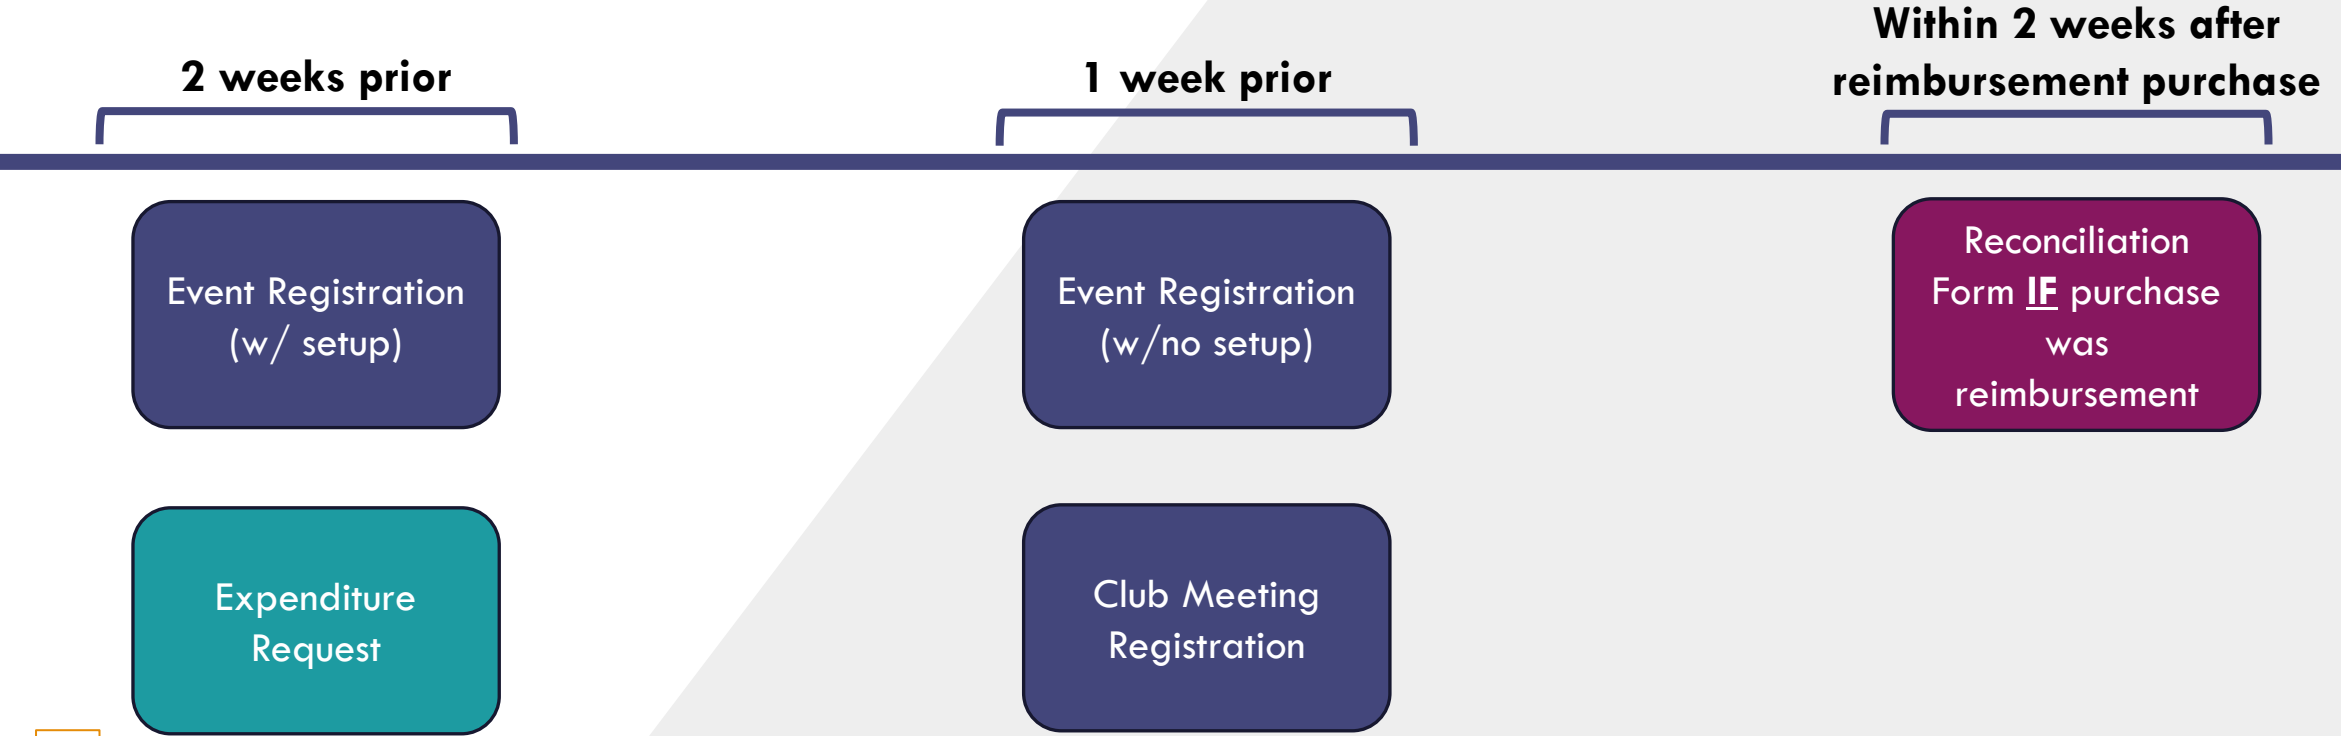 2 weeks prior
1 week prior
Within 2 weeks after
reimbursement purchase
Event Registration
(w/ setup)
Event Registration
(w/no setup)
Reconciliation
Form IF purchase
was
reimbursement
Expenditure
Request
Club Meeting
Registration